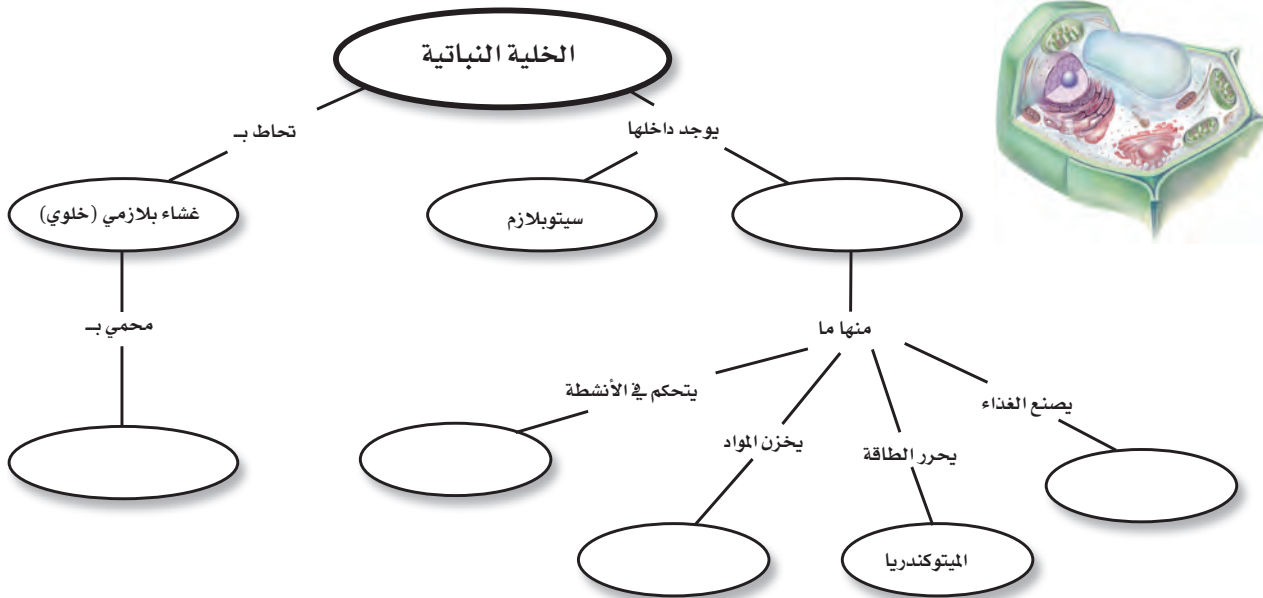 الخلية النباتية
يوجد داخلها
تحاط بـ
سيتوبلازم
غشاء بلازمي (خلوي)
منها ما
محمي بـ
يصنع الغذاء
يحرر الطاقة
يخزن المواد
يتحكم في الأنشطة
الميتوكندريا